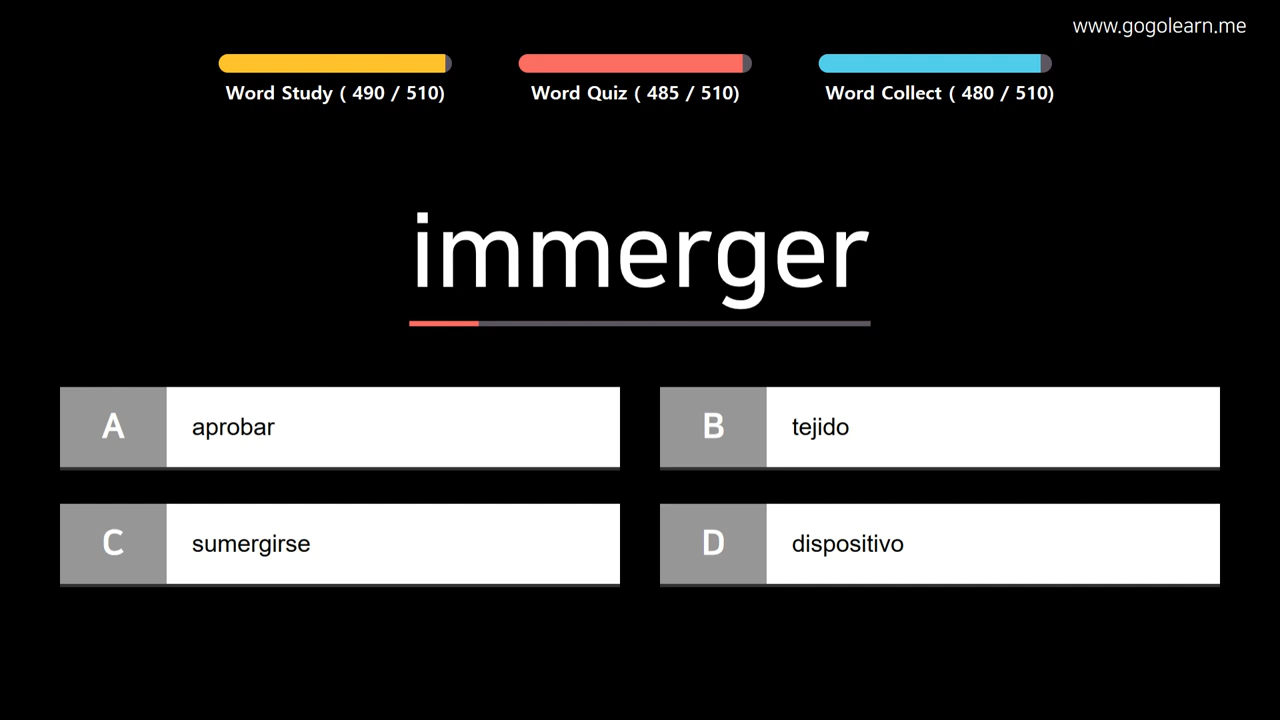 www.gogolearn.me
Word Study ( 490 / 510)
Word Quiz ( 485 / 510)
Word Collect ( 480 / 510)
immerger
A aprobar
B tejido
C sumergirse
D dispositivo